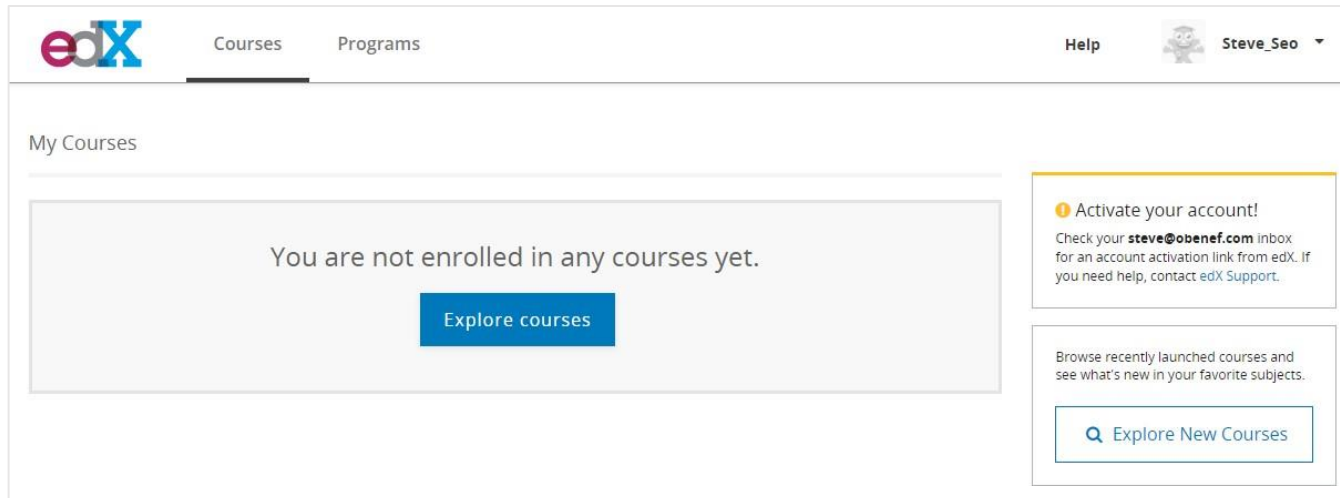 edX
Courses
Programs
Help
Steve_Seo
My Courses
You are not enrolled in any courses yet.
Explore courses
Activate your account!
Check your steve@obenef.com inbox
for an account activation link from edX. If
you need help, contact edX Support.
Browse recently launched courses and
see what's new in your favorite subjects.
Explore New Courses